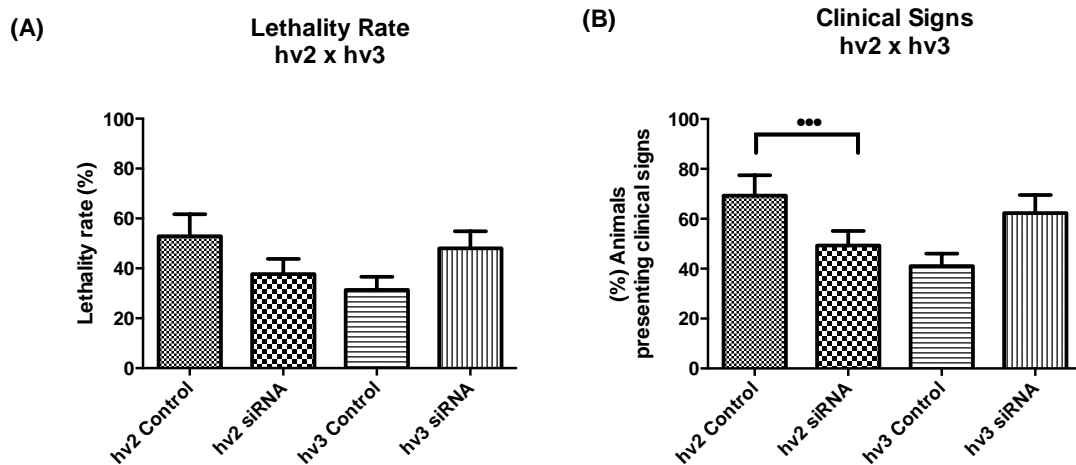 (A)
Lethality Rate
hv2 x hv3
Lethality rate (%)
100
80
60
40
20
0
hv2 Control
hv2 siRNA
hv3 Control
hv3 siRNA
(B)
Clinical Signs
hv2 x hv3
(%) Animals
presenting clinical signs
100
80
60
40
20
0
•••
hv2 Control
hv2 siRNA
hv3 Control
hv3 siRNA